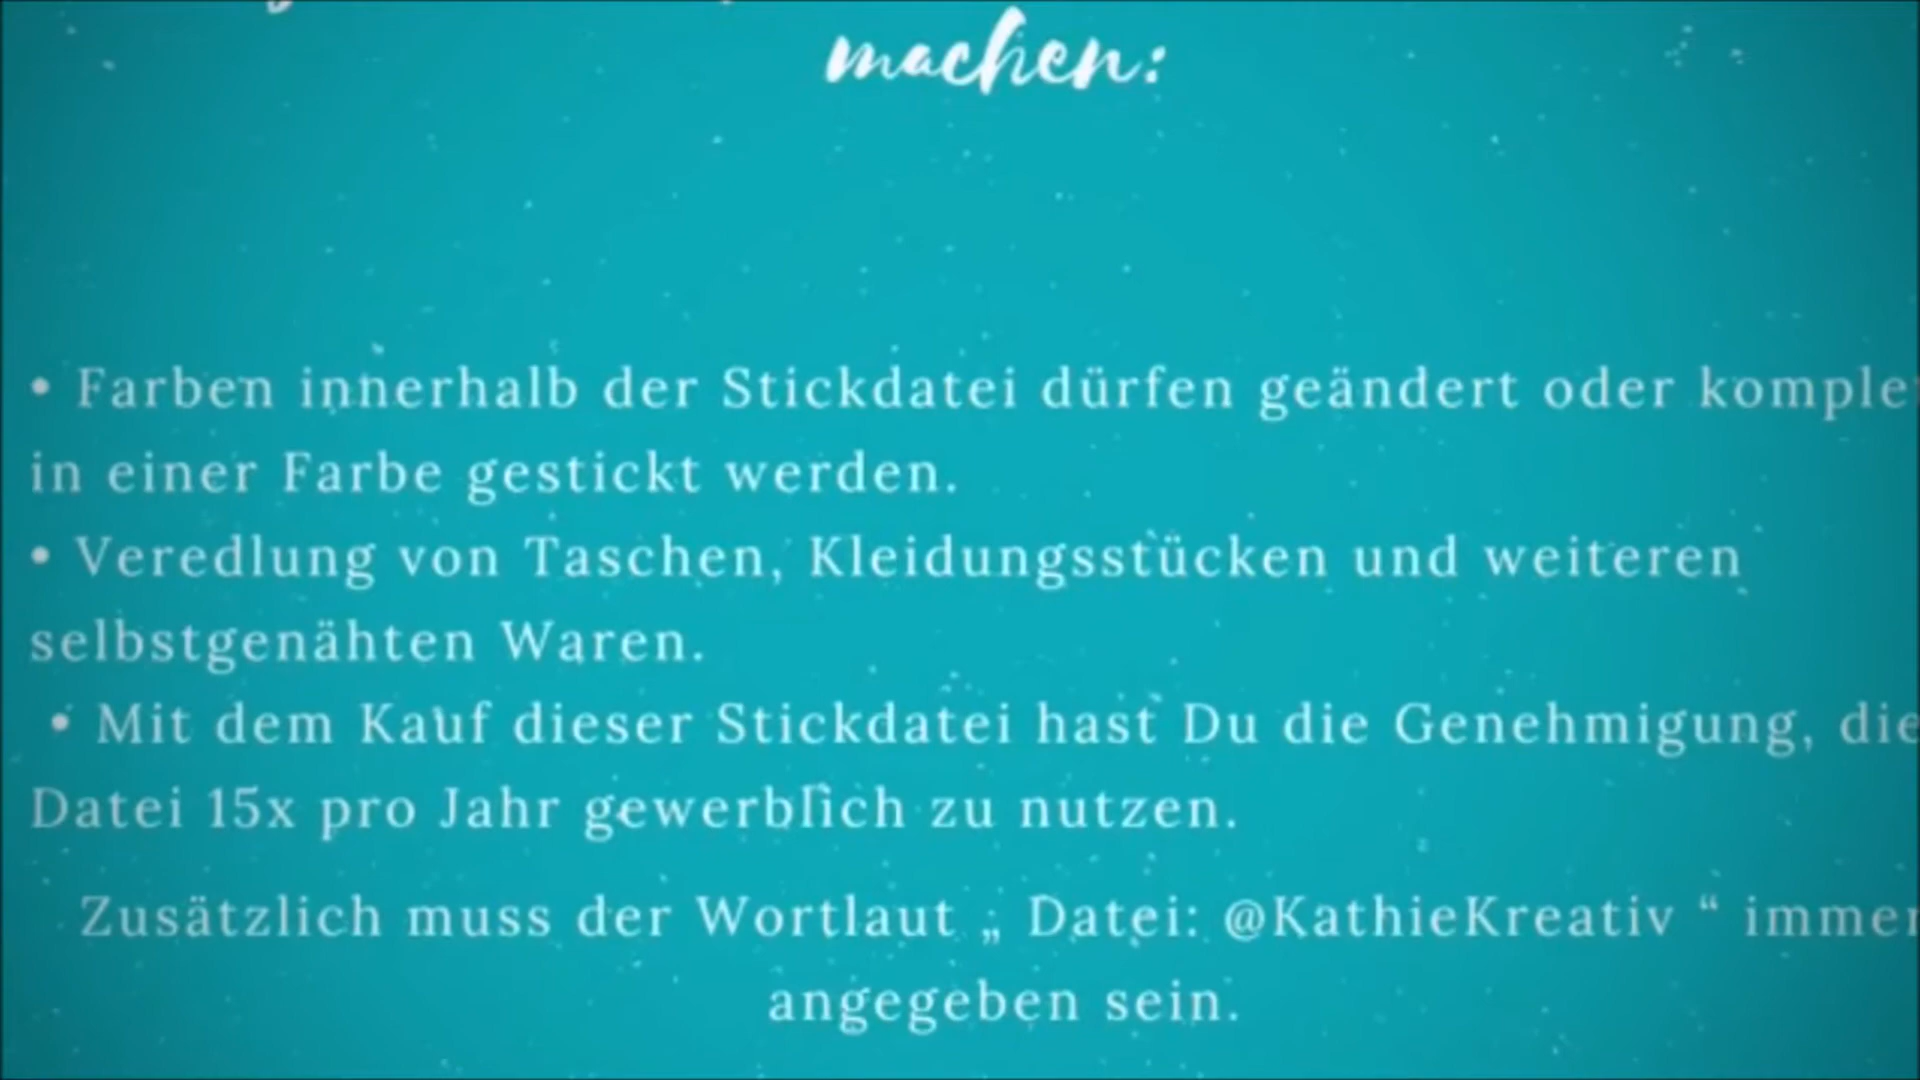 machen:
• Farben innerhalb der Stickdatei dürfen geändert oder
in einer Farbe gestickt werden.
• Veredlung von Taschen, Kleidungsstücken und weiteren
selbstgenähten Waren.
• Mit dem Kauf dieser Stickdatei hast Du die Genehmigung, die
Datei 15x pro Jahr gewerblich zu nutzen.
Zusätzlich muss der Wortlaut „ Datei: @KathieKreativ “ immer
angegeben sein.